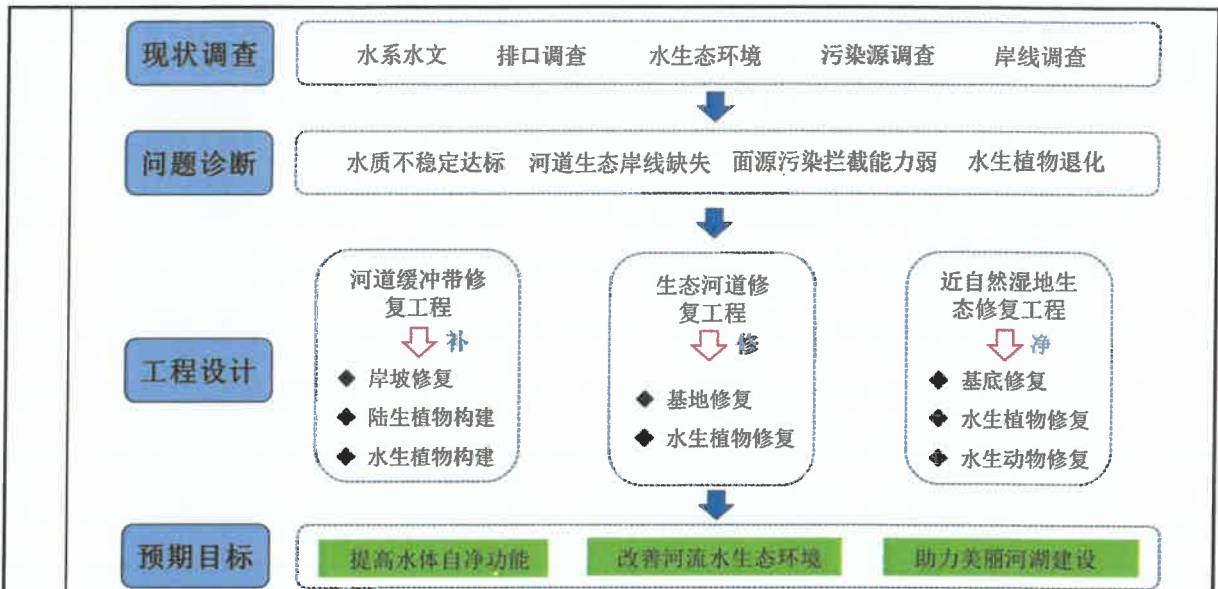 现状调查
水系水文 排口调查 水生态环境 污染源调查 岸线调查
问题诊断
水质不稳定达标 河道生态岸线缺失 面源污染拦截能力弱 水生植物退化
工程设计
河道缓冲带修
复工程
补
◆ 岸坡修复
◆ 陆生植物构建
◆ 水生植物构建
生态河道修
复工程
修
◆ 基地修复
◆ 水生植物修复
近自然湿地生
态修复工程
净
◆ 基底修复
◆ 水生植物修复
◆ 水生动物修复
预期目标
提高水体自净功能 改善河流水生态环境 助力美丽河湖建设